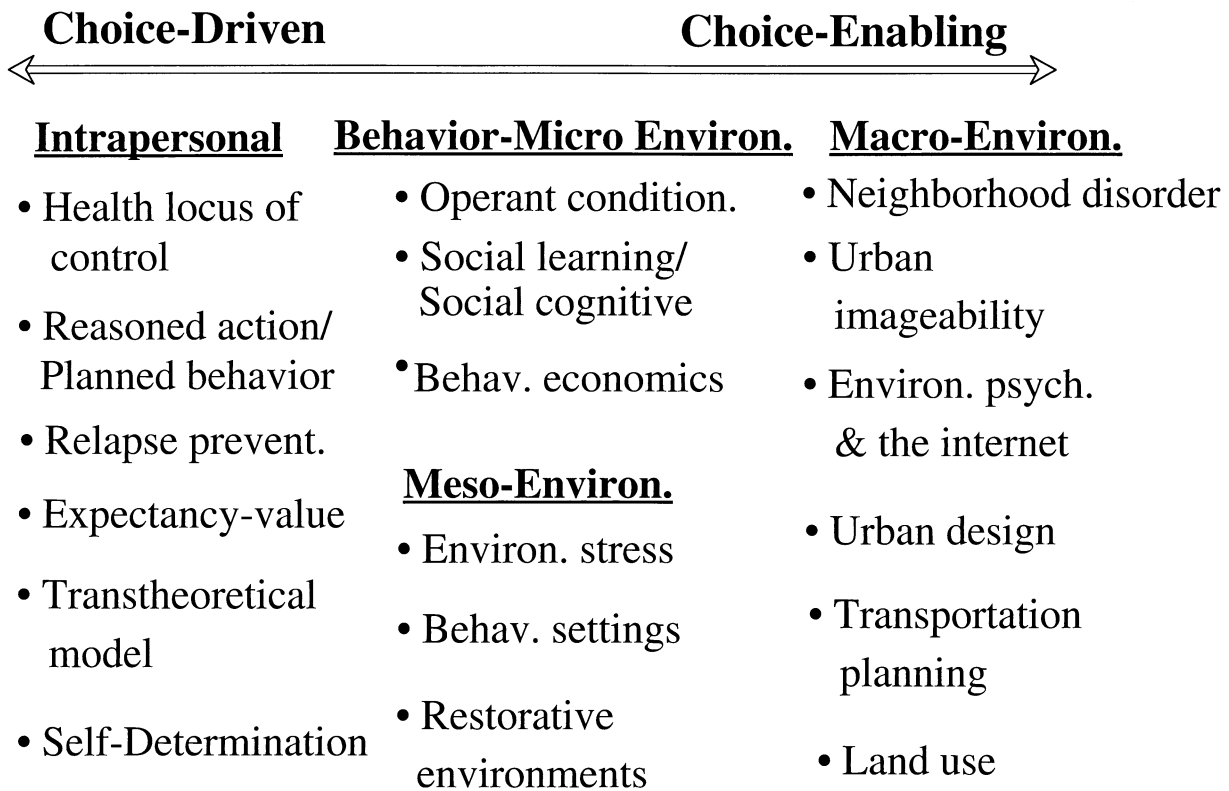 Choice-Driven
Choice-Enabling
Intrapersonal
• Health locus of
control
• Reasoned action/
Planned behavior
• Relapse prevent.
• Expectancy-value
• Transtheoretical
model
• Self-Determination
Behavior-Micro Environ.
• Operant condition.
• Social learning/
Social cognitive
• Behav. economics
Meso-Environ.
• Environ. stress
• Behav. settings
• Restorative
environments
Macro-Environ.
• Neighborhood disorder
• Urban
imageability
• Environ. psych.
& the internet
• Urban design
• Transportation
planning
• Land use